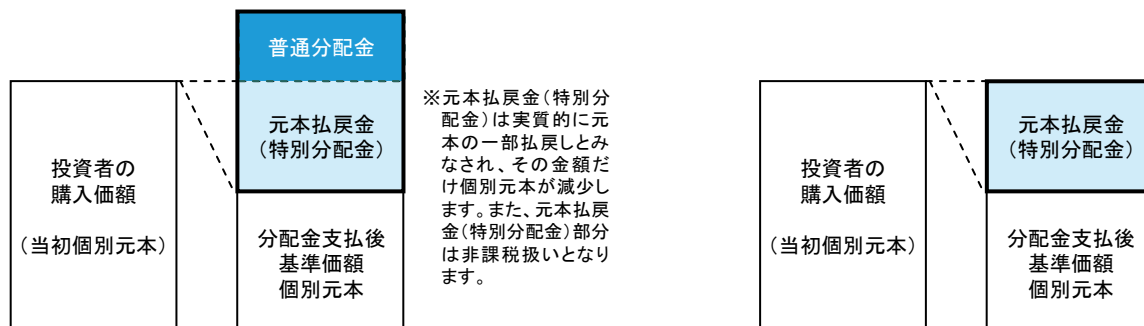 普通分配金
元本払戻金
（特別分配金）
投資者の
購入価額
（当初個別元本）
分配金支払後
基準価額
個別元本
※元本払戻金（特別分
配金）は実質的に元
本の一部払戻しとみ
なされ、その金額だ
け個別元本が減少し
ます。また、元本払戻
金（特別分配金）部分
は非課税扱いとなり
ます。
投資者の
購入価額
（当初個別元本）
元本払戻金
（特別分配金）
分配金支払後
基準価額
個別元本